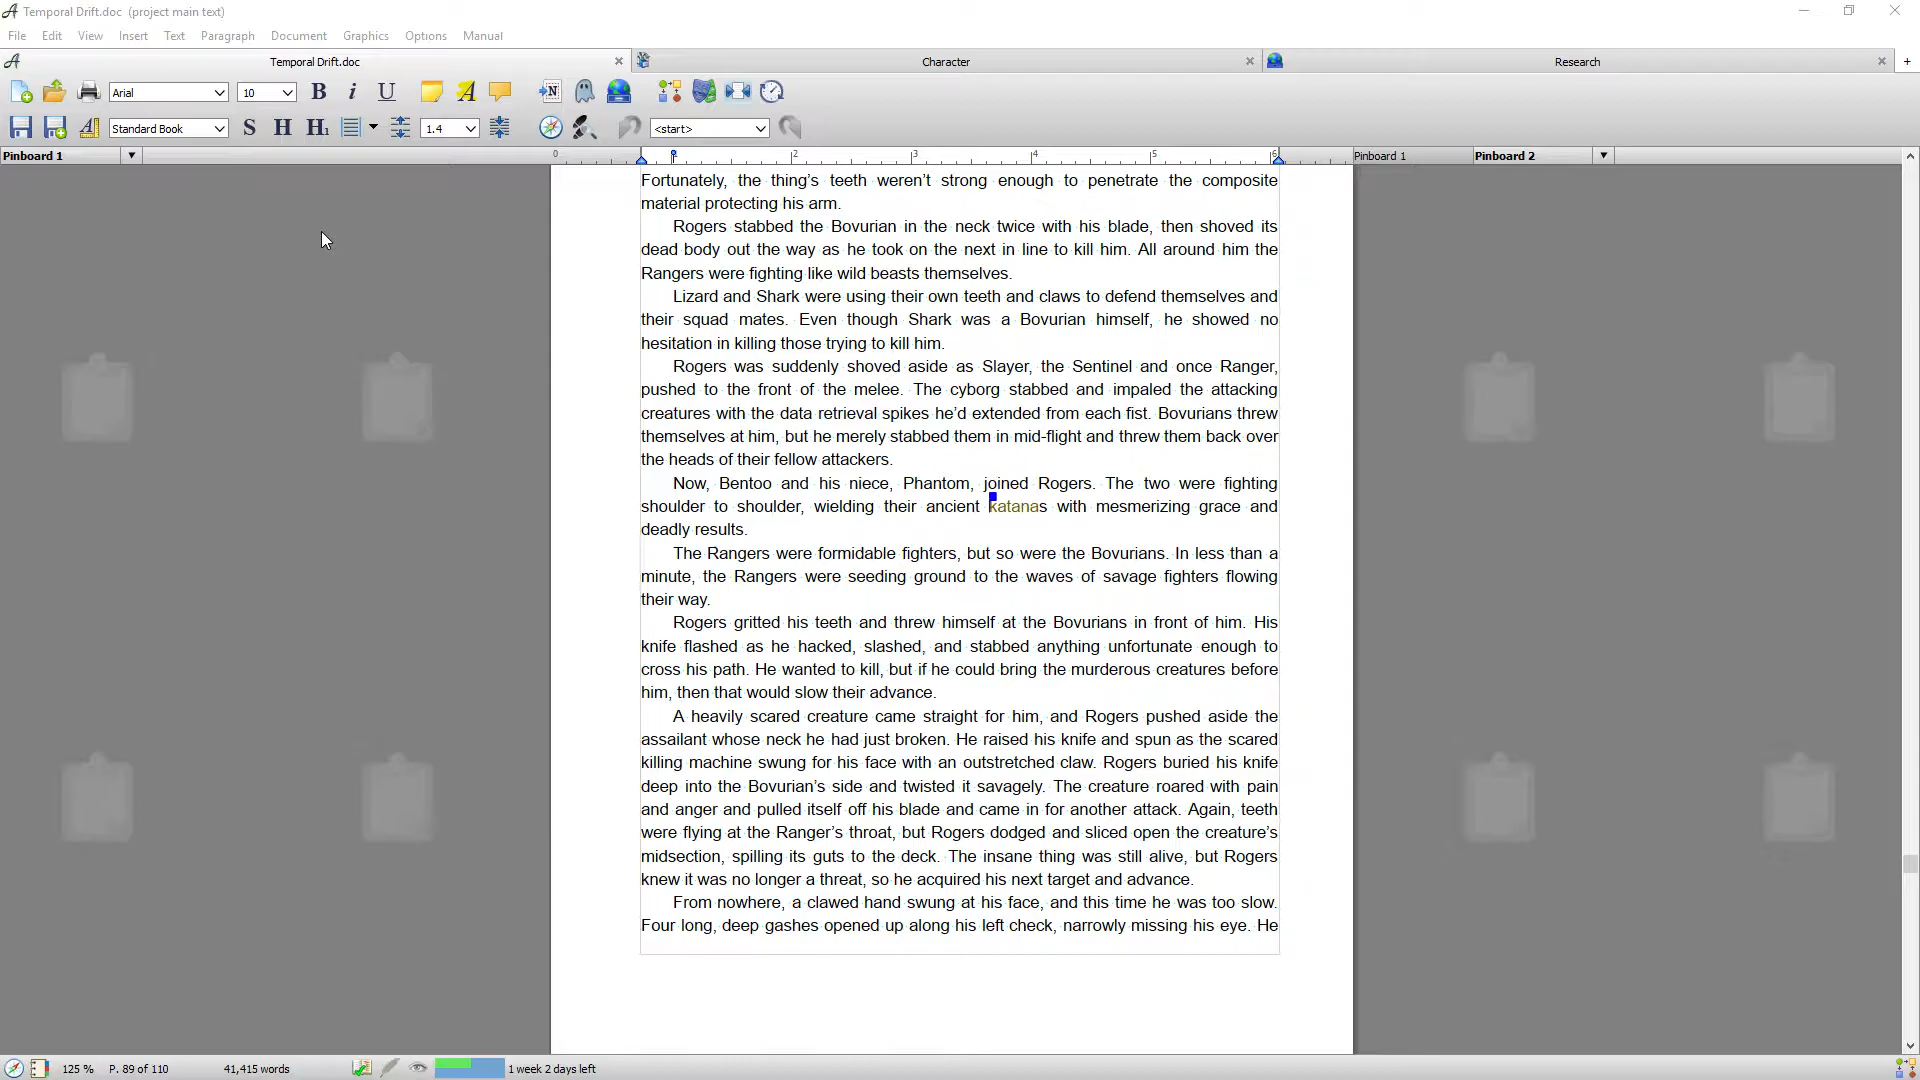 Temporal Drift.doc (project main text)
File Edit View Insert Text Paragraph Document Graphics Options Manual
Temporal Drift.doc Character Research
Arial 10 B i U A N
Standard Book S H H1 1.4 <start>
Pinboard 1 0 2 3 4 5 6 Pinboard 1 Pinboard 2
Fortunately, the thing’s teeth weren’t strong enough to penetrate the composite
material protecting his arm.
Rogers stabbed the Bovurian in the neck twice with his blade, then shoved its
dead body out the way as he took on the next in line to kill him. All around him the
Rangers were fighting like wild beasts themselves.
Lizard and Shark were using their own teeth and claws to defend themselves and
their squad mates. Even though Shark was a Bovurian himself, he showed no
hesitation in killing those trying to kill him.
Rogers was suddenly shoved aside as Slayer, the Sentinel and once Ranger,
pushed to the front of the melee. The cyborg stabbed and impaled the attacking
creatures with the data retrieval spikes he’d extended from each fist. Bovurians threw
themselves at him, but he merely stabbed them in mid-flight and threw them back over
the heads of their fellow attackers.
Now, Bentoo and his niece, Phantom, joined Rogers. The two were fighting
shoulder to shoulder, wielding their ancient katanas with mesmerizing grace and
deadly results.
The Rangers were formidable fighters, but so were the Bovurians. In less than a
minute, the Rangers were seeding ground to the waves of savage fighters flowing
their way.
Rogers gritted his teeth and threw himself at the Bovurians in front of him. His
knife flashed as he hacked, slashed, and stabbed anything unfortunate enough to
cross his path. He wanted to kill, but if he could bring the murderous creatures before
him, then that would slow their advance.
A heavily scared creature came straight for him, and Rogers pushed aside the
assailant whose neck he had just broken. He raised his knife and spun as the scared
killing machine swung for his face with an outstretched claw. Rogers buried his knife
deep into the Bovurian’s side and twisted it savagely. The creature roared with pain
and anger and pulled itself off his blade and came in for another attack. Again, teeth
were flying at the Ranger’s throat, but Rogers dodged and sliced open the creature’s
midsection, spilling its guts to the deck. The insane thing was still alive, but Rogers
knew it was no longer a threat, so he acquired his next target and advance.
From nowhere, a clawed hand swung at his face, and this time he was too slow.
Four long, deep gashes opened up along his left check, narrowly missing his eye. He
125 % P. 89 of 110 41,415 words 1 week 2 days left